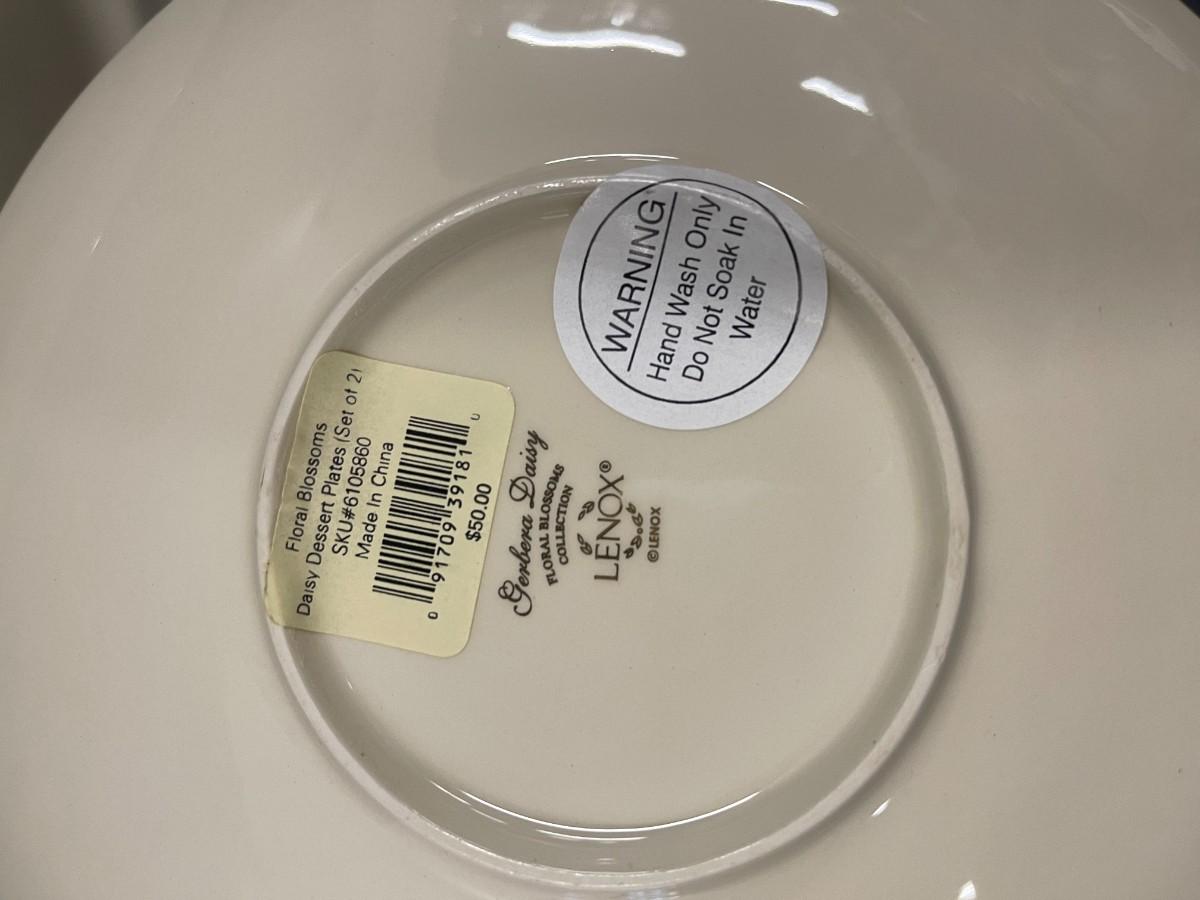 Floral Blossoms
Daisy Dessert Plates (Set of 2)
SKU#6105860
Made In China
0 91709 39181 0
$50.00
Gerbera Daisy
FLORAL BLOSSOMS
COLLECTION
LENOX®
©LENOX
WARNING
Hand Wash Only
Do Not Soak In
Water